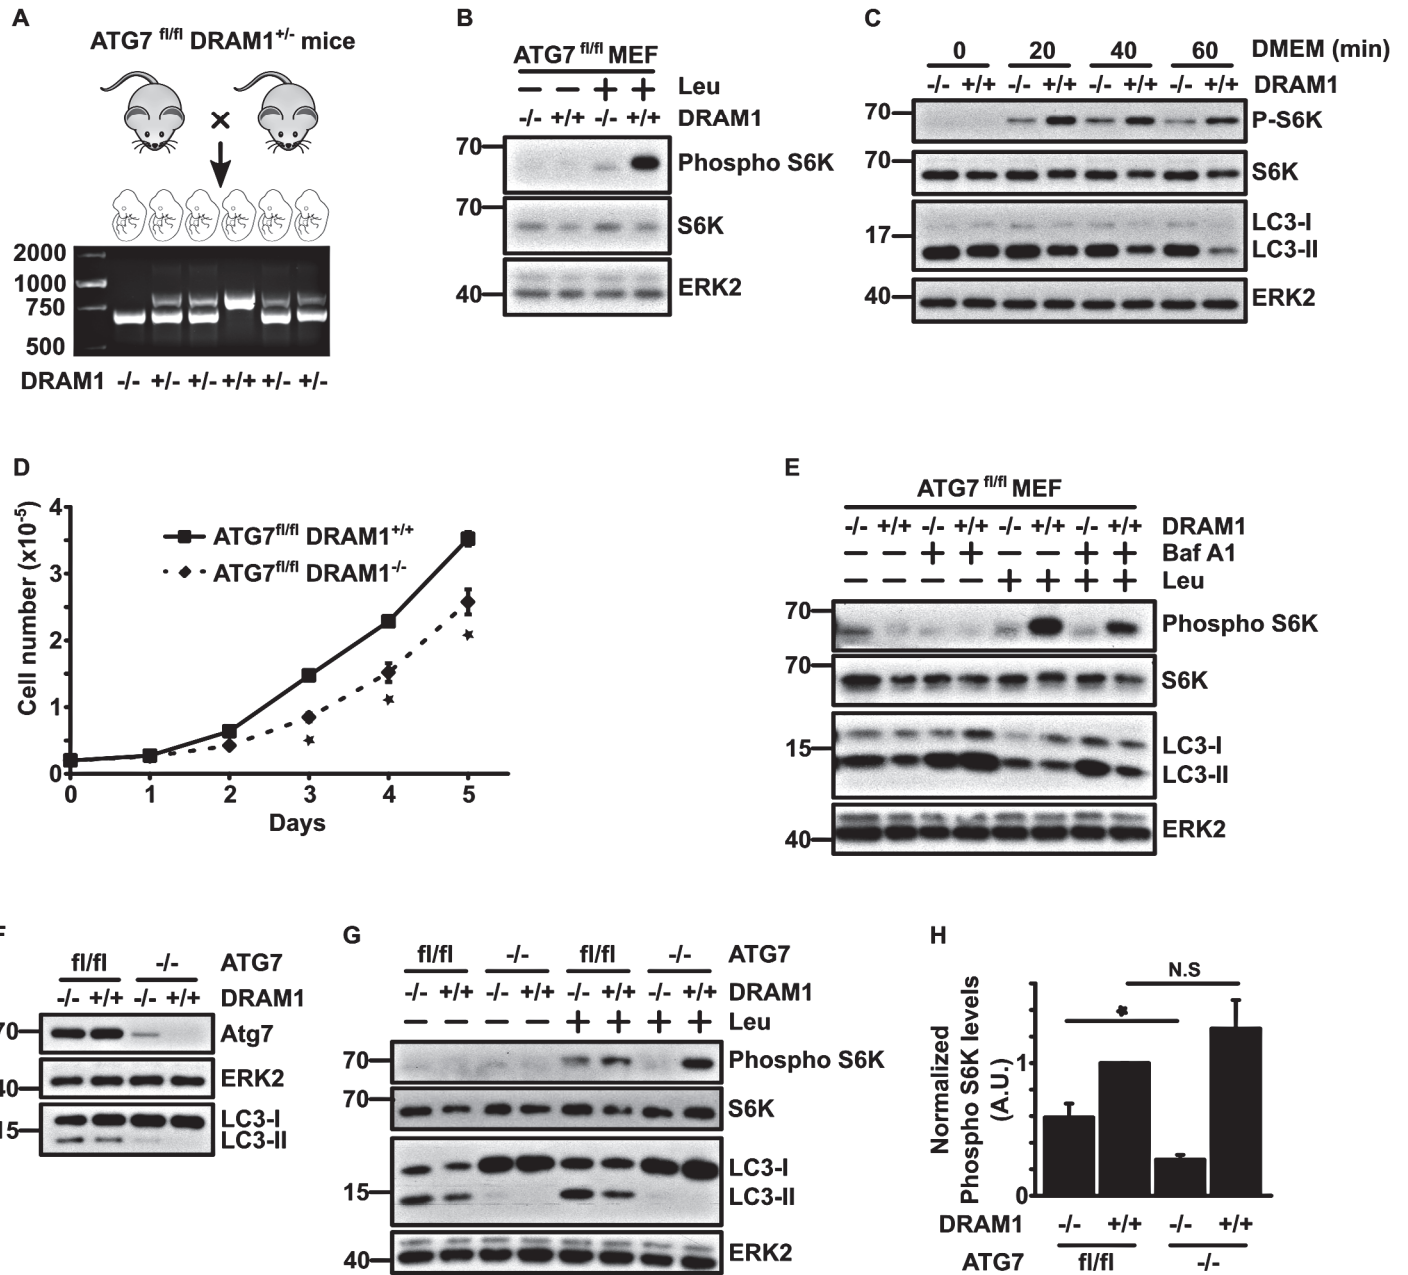 A
ATG7 fl/fl DRAM1+/- mice
×
2000
1000
750
500
DRAM1 -/- +/- +/- +/+ +/- +/-
B
ATG7 fl/fl MEF
− − + + Leu
-/- +/+ -/- +/+ DRAM1
70 Phospho S6K
70 S6K
40 ERK2
C
0 20 40 60 DMEM (min)
-/- +/+ -/- +/+ -/- +/+ -/- +/+ DRAM1
70 P-S6K
70 S6K
LC3-I
17
LC3-II
40 ERK2
D
Cell number (x10-5)
4
3
2
1
0
ATG7fl/fl DRAM1+/+
ATG7fl/fl DRAM1-/-
0 1 2 3 4 5
Days
E
ATG7 fl/fl MEF
-/- +/+ -/- +/+ -/- +/+ -/- +/+ DRAM1
− − + + − − + + Baf A1
− − − − + + + + Leu
70 Phospho S6K
70 S6K
15 LC3-I
LC3-II
40 ERK2
fl/fl -/- ATG7
-/- +/+ -/- +/+ DRAM1
70 Atg7
40 ERK2
LC3-I
15 LC3-II
G
fl/fl -/- fl/fl -/- ATG7
-/- +/+ -/- +/+ -/- +/+ -/- +/+ DRAM1
− − − − + + + + Leu
70 Phospho S6K
70 S6K
LC3-I
15 LC3-II
40 ERK2
H
Normalized
Phospho S6K levels
(A.U.)
N.S
1
0
DRAM1 -/- +/+ -/- +/+
ATG7 fl/fl -/-